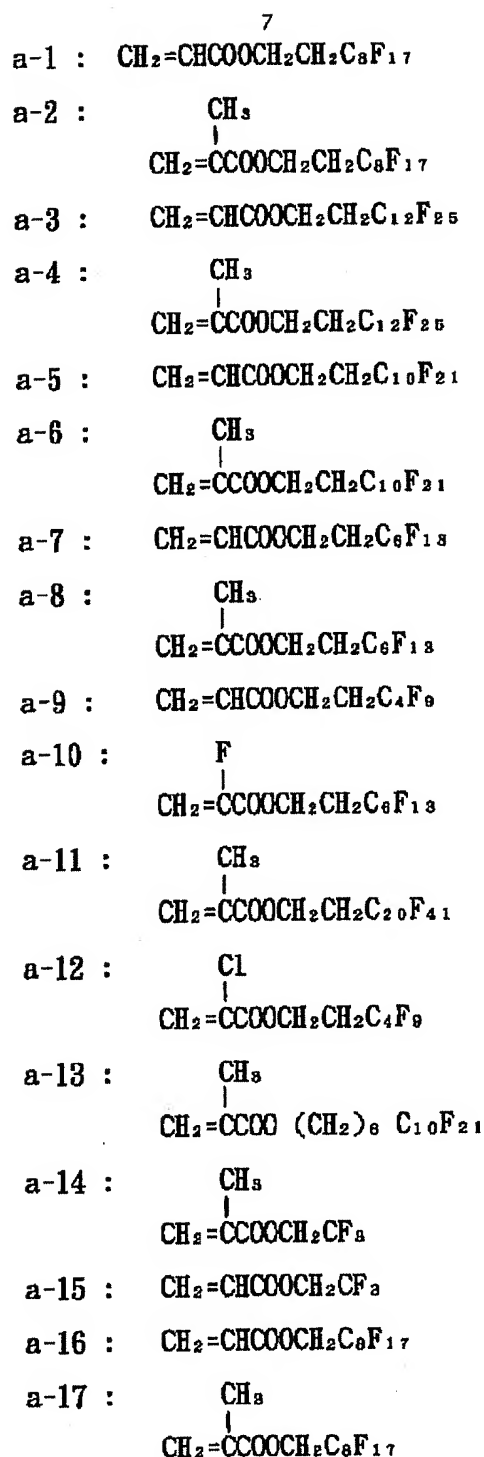 7
a-1 : CH₂=CHCOOCH₂CH₂C₈F₁₇
a-2 : CH₃
|
CH₂=CCOOCH₂CH₂C₈F₁₇
a-3 : CH₂=CHCOOCH₂CH₂C₁₂F₂₅
a-4 : CH₃
|
CH₂=CCOOCH₂CH₂C₁₂F₂₅
a-5 : CH₂=CHCOOCH₂CH₂C₁₀F₂₁
a-6 : CH₃
|
CH₂=CCOOCH₂CH₂C₁₀F₂₁
a-7 : CH₂=CHCOOCH₂CH₂C₆F₁₃
a-8 : CH₃
|
CH₂=CCOOCH₂CH₂C₆F₁₃
a-9 : CH₂=CHCOOCH₂CH₂C₄F₉
a-10 : F
|
CH₂=CCOOCH₂CH₂C₆F₁₃
a-11 : CH₃
|
CH₂=CCOOCH₂CH₂C₂₀F₄₁
a-12 : Cl
|
CH₂=CCOOCH₂CH₂C₄F₉
a-13 : CH₃
|
CH₂=CCOO (CH₂)₆ C₁₀F₂₁
a-14 : CH₃
|
CH₂=CCOOCH₂CF₃
a-15 : CH₂=CHCOOCH₂CF₃
a-16 : CH₂=CHCOOCH₂C₈F₁₇
a-17 : CH₃
|
CH₂=CCOOCH₂C₈F₁₇